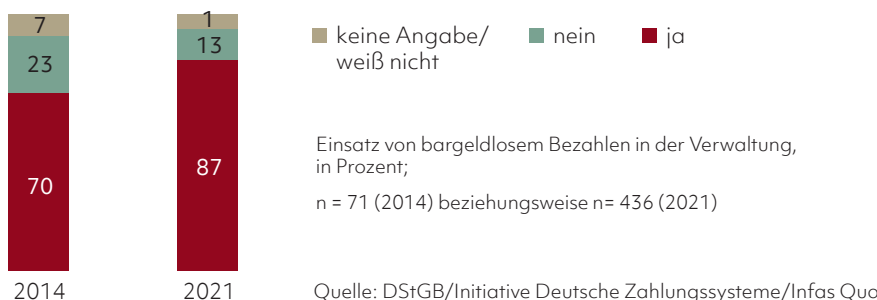 7
23
70
2014
1
13
87
2021
keine Angabe/
weiß nicht
nein
ja
Einsatz von bargeldlosem Bezahlen in der Verwaltung,
in Prozent;
n = 71 (2014) beziehungsweise n= 436 (2021)
Quelle: DStGB/Initiative Deutsche Zahlungssysteme/Infas